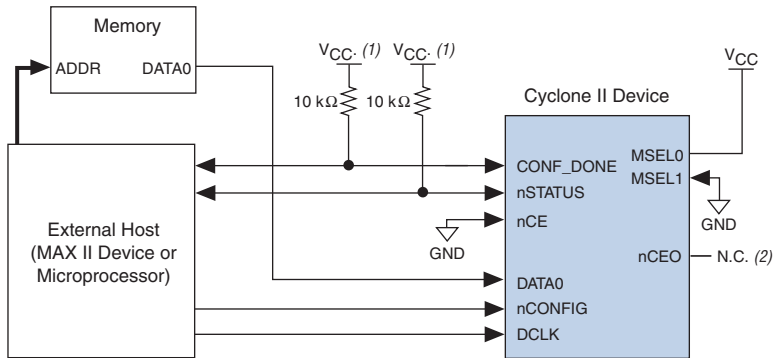 Memory
ADDR
DATA0
VCC. (1)
VCC. (1)
10 kΩ
10 kΩ
VCC
Cyclone II Device
MSEL0
CONF_DONE
MSEL1
nSTATUS
External Host
(MAX II Device or
Microprocessor)
nCE
GND
GND
nCEO
N.C. (2)
DATA0
nCONFIG
DCLK